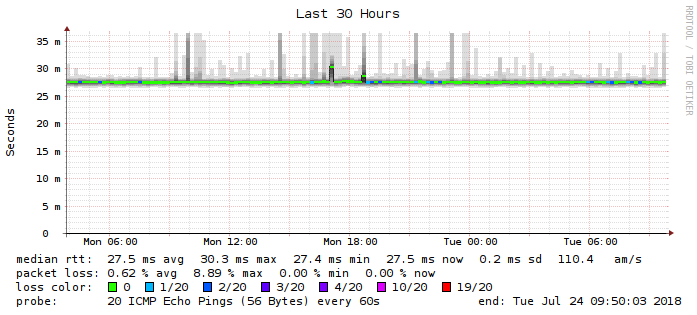 Last 30 Hours
RRDTOOL / TOBI OETIKER
Seconds
35 m
30 m
25 m
20 m
15 m
10 m
5 m
0
Mon 06:00 Mon 12:00 Mon 18:00 Tue 00:00 Tue 06:00
median rtt: 27.5 ms avg 30.3 ms max 27.4 ms min 27.5 ms now 0.2 ms sd 110.4 am/s
packet loss: 0.62 % avg 8.89 % max 0.00 % min 0.00 % now
loss color: 0 1/20 2/20 3/20 4/20 10/20 19/20
probe: 20 ICMP Echo Pings (56 Bytes) every 60s end: Tue Jul 24 09:50:03 2018